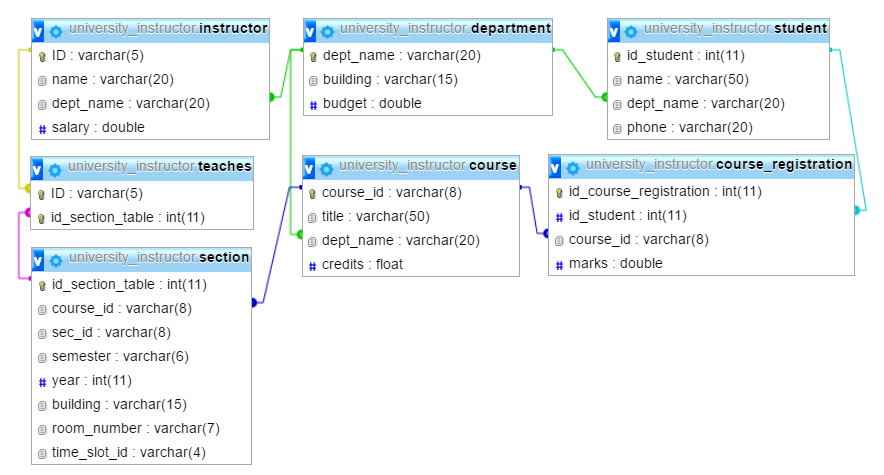 v university_instructor.instructor
ID : varchar(5)
name : varchar(20)
dept_name : varchar(20)
# salary : double
v university_instructor.department
dept_name : varchar(20)
building : varchar(15)
# budget : double
v university_instructor.student
id_student : int(11)
name : varchar(50)
dept_name : varchar(20)
phone : varchar(20)
v university_instructor.teaches
ID : varchar(5)
id_section_table : int(11)
v university_instructor.course
course_id : varchar(8)
title : varchar(50)
dept_name : varchar(20)
# credits : float
v university_instructor.course_registration
id_course_registration : int(11)
# id_student : int(11)
course_id : varchar(8)
# marks : double
v university_instructor.section
id_section_table : int(11)
course_id : varchar(8)
sec_id : varchar(8)
semester : varchar(6)
# year : int(11)
building : varchar(15)
room_number : varchar(7)
time_slot_id : varchar(4)